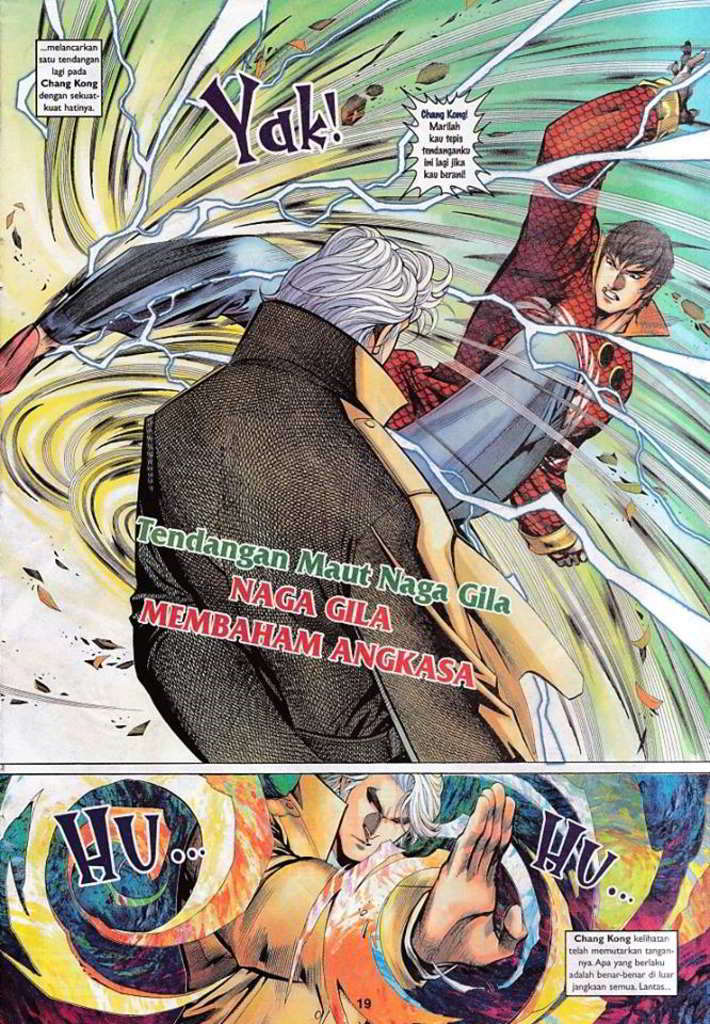 ...melancarkan
satu tendangan
lagi pada
Chang Kong
dengan sekuat-
kuat hatinya.
Yak!
Chang Kong!
Marilah
kau tepis
tendanganku
ini lagi jika
kau berani!
Tendangan Maut Naga Gila
NAGA GILA
MEMBAHAM ANGKASA
HU...
HU...
Chang Kong kelihatan
telah memutarkan tangan-
nya. Apa yang berlaku
adalah benar-benar di luar
jangkaan semua. Lantas...
19